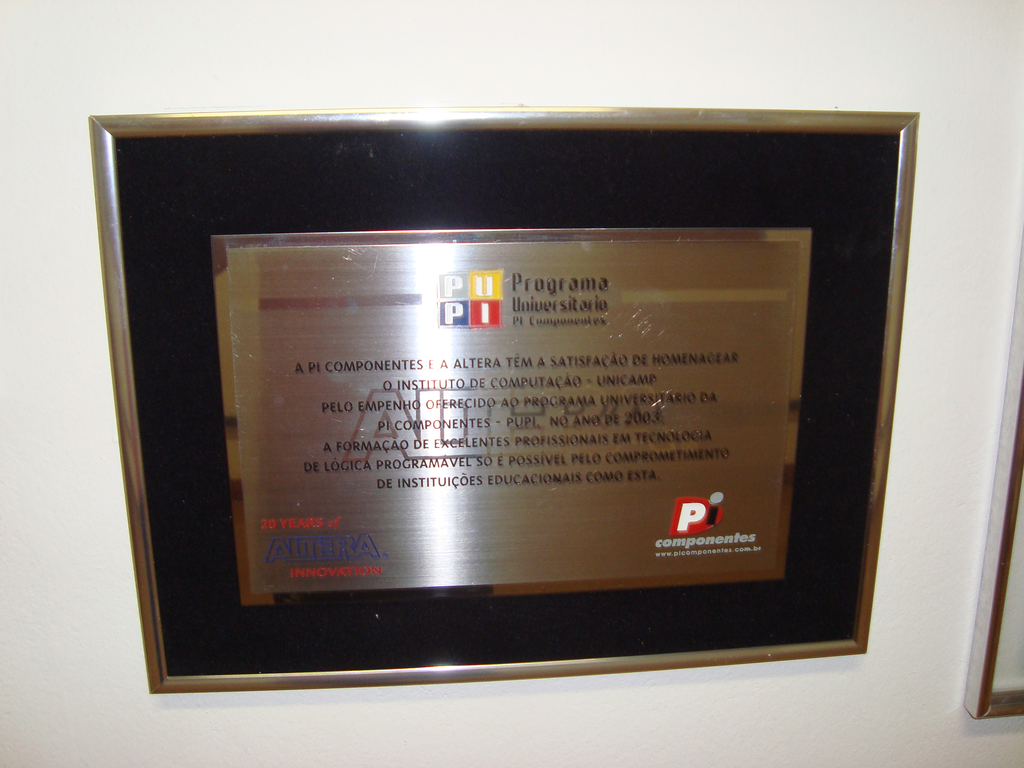 PU
PI
Programa
Universitário
PI Componentes
A PI COMPONENTES E A ALTERA TÊM A SATISFAÇÃO DE HOMENAGEAR
O INSTITUTO DE COMPUTAÇÃO - UNICAMP
PELO EMPENHO OFERECIDO AO PROGRAMA UNIVERSITÁRIO DA
PI COMPONENTES - PUPI, NO ANO DE 2003.
A FORMAÇÃO DE EXCELENTES PROFISSIONAIS EM TECNOLOGIA
DE LÓGICA PROGRAMÁVEL SÓ É POSSÍVEL PELO COMPROMETIMENTO
DE INSTITUIÇÕES EDUCACIONAIS COMO ESTA.
20 YEARS of
ALTERA®
INNOVATION
Pi
componentes
www.picomponentes.com.br